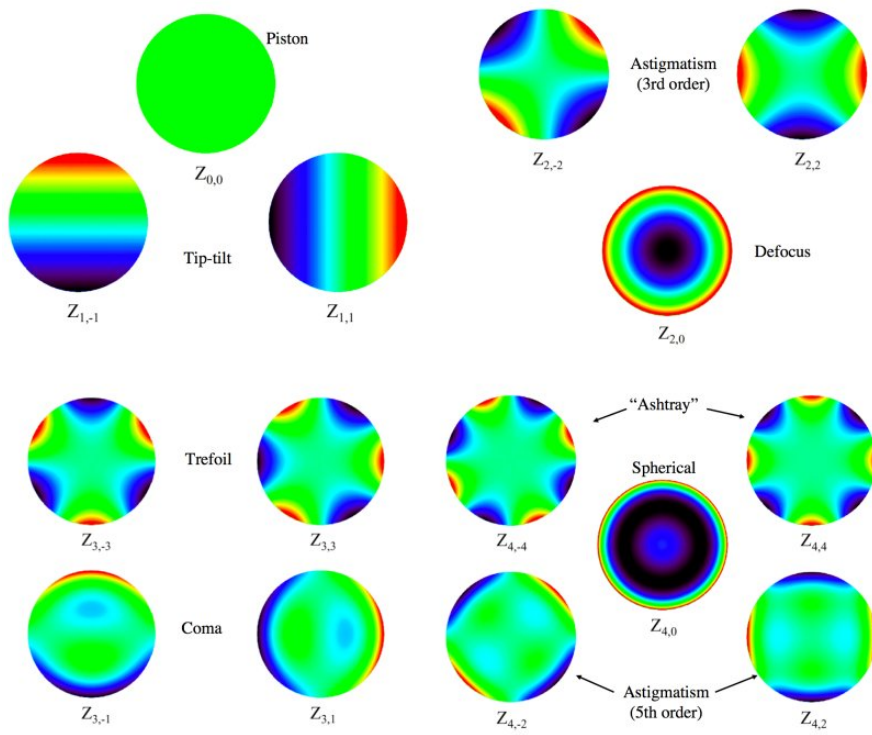 Piston
Z0,0
Z1,-1
Tip-tilt
Z1,1
Astigmatism
(3rd order)
Z2,-2
Z2,2
Defocus
Z2,0
Trefoil
Z3,-3
Z3,3
Coma
Z3,-1
Z3,1
“Ashtray”
Z4,-4
Z4,4
Spherical
Z4,0
Astigmatism
(5th order)
Z4,-2
Z4,2